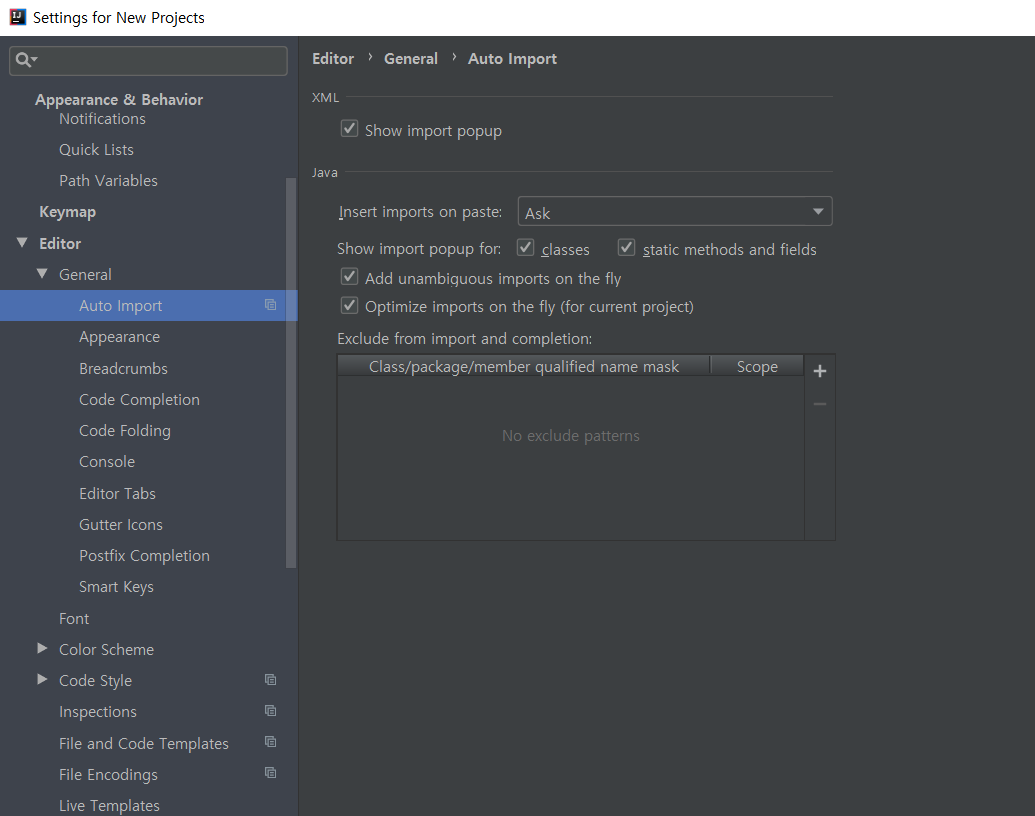 Settings for New Projects
Appearance & Behavior
Notifications
Quick Lists
Path Variables
Keymap
Editor
General
Auto Import
Appearance
Breadcrumbs
Code Completion
Code Folding
Console
Editor Tabs
Gutter Icons
Postfix Completion
Smart Keys
Font
Color Scheme
Code Style
Inspections
File and Code Templates
File Encodings
Live Templates
Editor › General › Auto Import
XML
Show import popup
Java
Insert imports on paste: Ask
Show import popup for: classes static methods and fields
Add unambiguous imports on the fly
Optimize imports on the fly (for current project)
Exclude from import and completion:
Class/package/member qualified name mask Scope
No exclude patterns